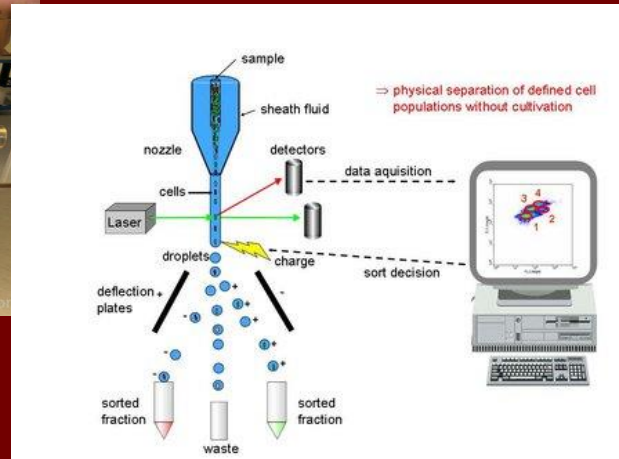 sample
⇒ physical separation of defined cell
populations without cultivation
sheath fluid
nozzle
detectors
data aquisition
cells
Laser
3 4
2
1
droplets
charge
sort decision
deflection +
plates
-
- +
+
+
- +
- +
sorted
fraction
sorted
fraction
waste